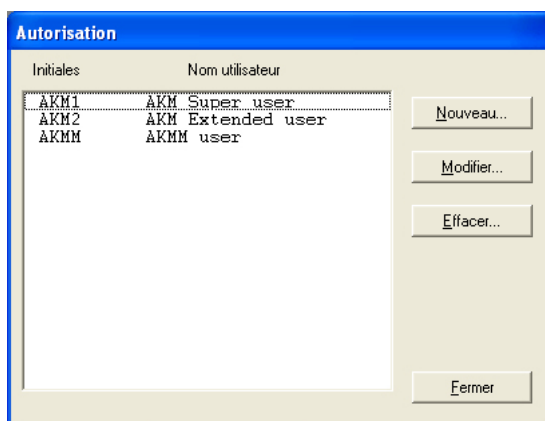 Autorisation
Initiales Nom utilisateur
AKM1 AKM Super user
AKM2 AKM Extended user
AKMM AKMM user
Nouveau...
Modifier...
Effacer...
Fermer